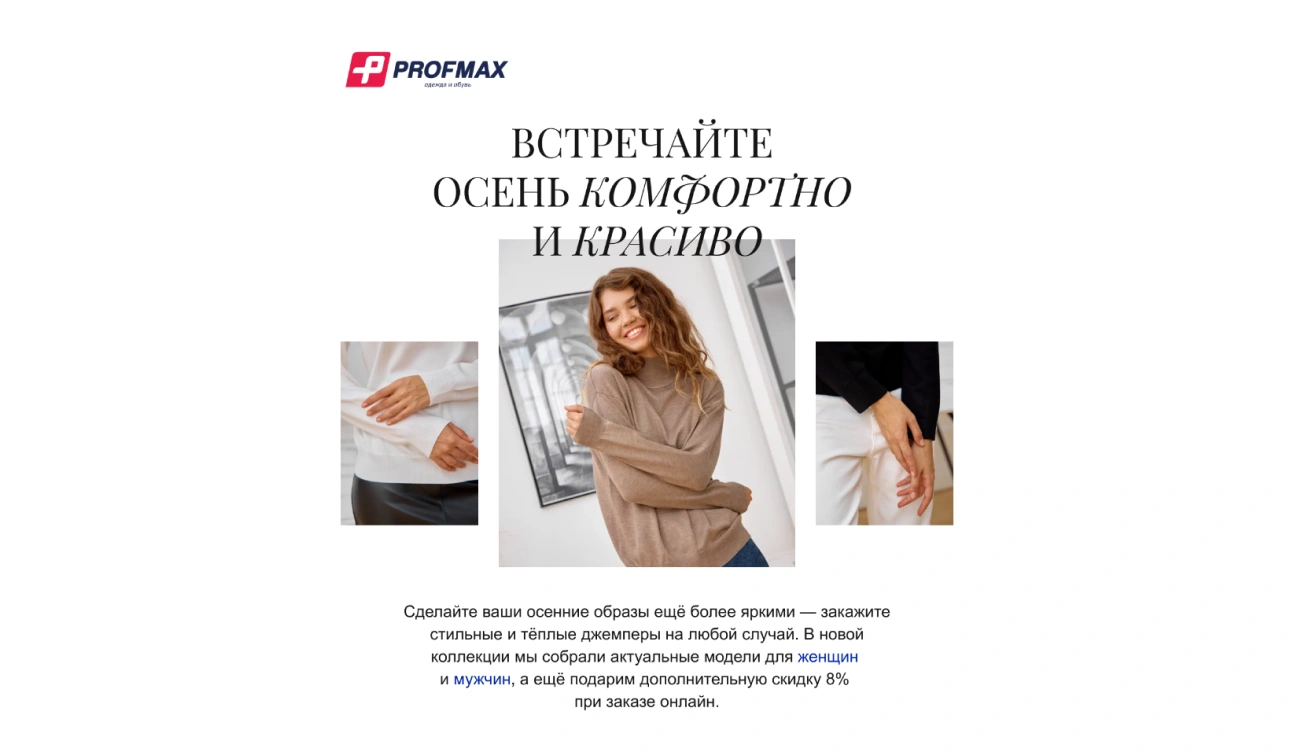 PROFMAX
одежда и обувь
ВСТРЕЧАЙТЕ
ОСЕНЬ КОМФОРТНО
И КРАСИВО
Сделайте ваши осенние образы ещё более яркими — закажите
стильные и тёплые джемперы на любой случай. В новой
коллекции мы собрали актуальные модели для женщин
и мужчин, а ещё подарим дополнительную скидку 8%
при заказе онлайн.